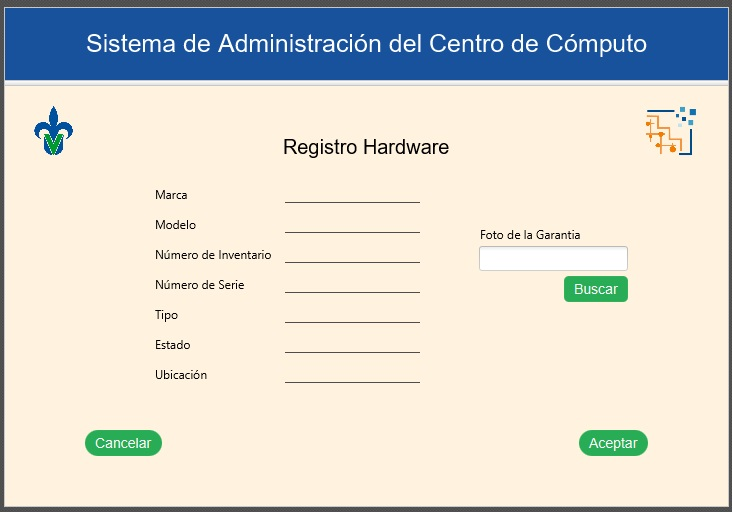 Sistema de Administración del Centro de Cómputo
Registro Hardware
Marca
Modelo
Número de Inventario
Número de Serie
Tipo
Estado
Ubicación
Foto de la Garantia
Buscar
Cancelar
Aceptar